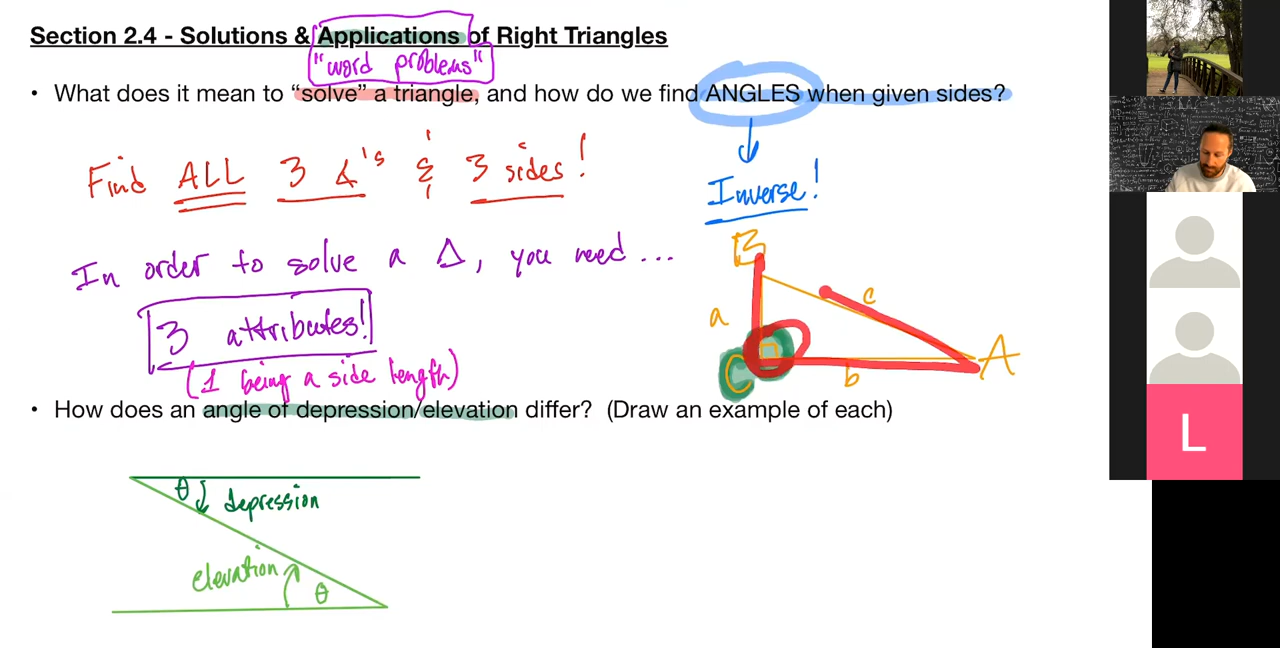 Section 2.4 - Solutions & Applications of Right Triangles
"word problems"
• What does it mean to “solve” a triangle, and how do we find ANGLES when given sides?
Find ALL 3 ∡'s & 3 sides!
Inverse!
In order to solve a Δ, you need ...
3 attributes!
(1 being a side length)
B
a
c
C
b
A
• How does an angle of depression/elevation differ? (Draw an example of each)
θ depression
elevation θ
L